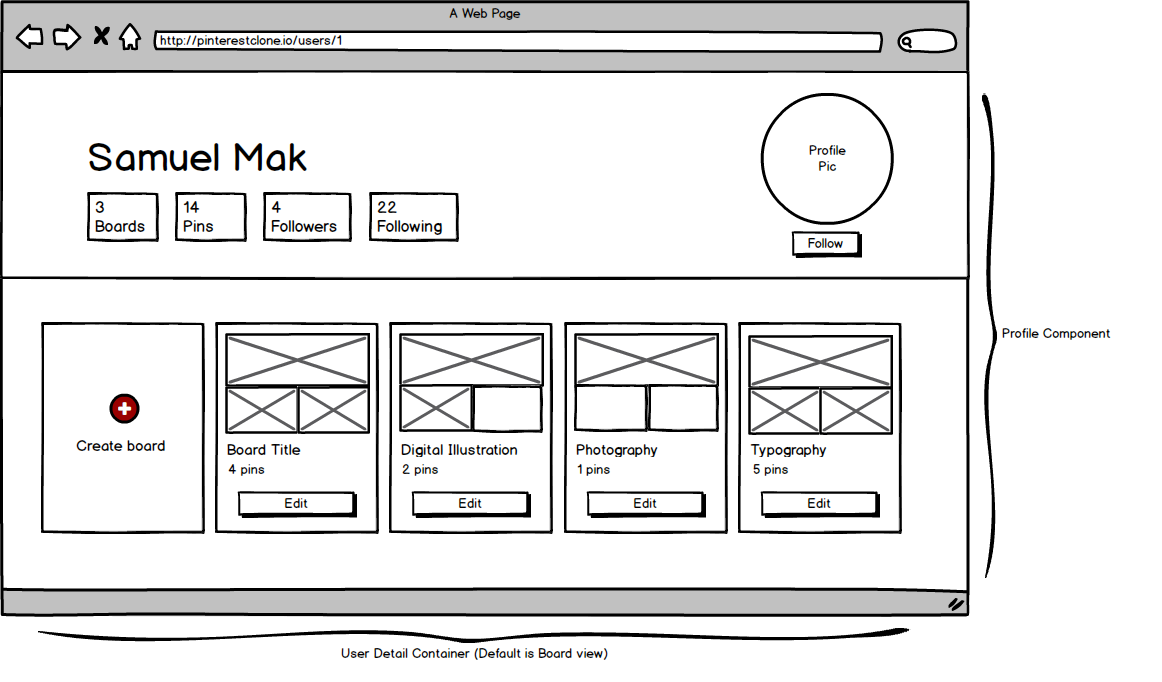 A Web Page
http://pinterestclone.io/users/1
Samuel Mak
3
Boards
14
Pins
4
Followers
22
Following
Profile
Pic
Follow
Profile Component
Create board
Board Title
4 pins
Edit
Digital Illustration
2 pins
Edit
Photography
1 pins
Edit
Typography
5 pins
Edit
User Detail Container (Default is Board view)